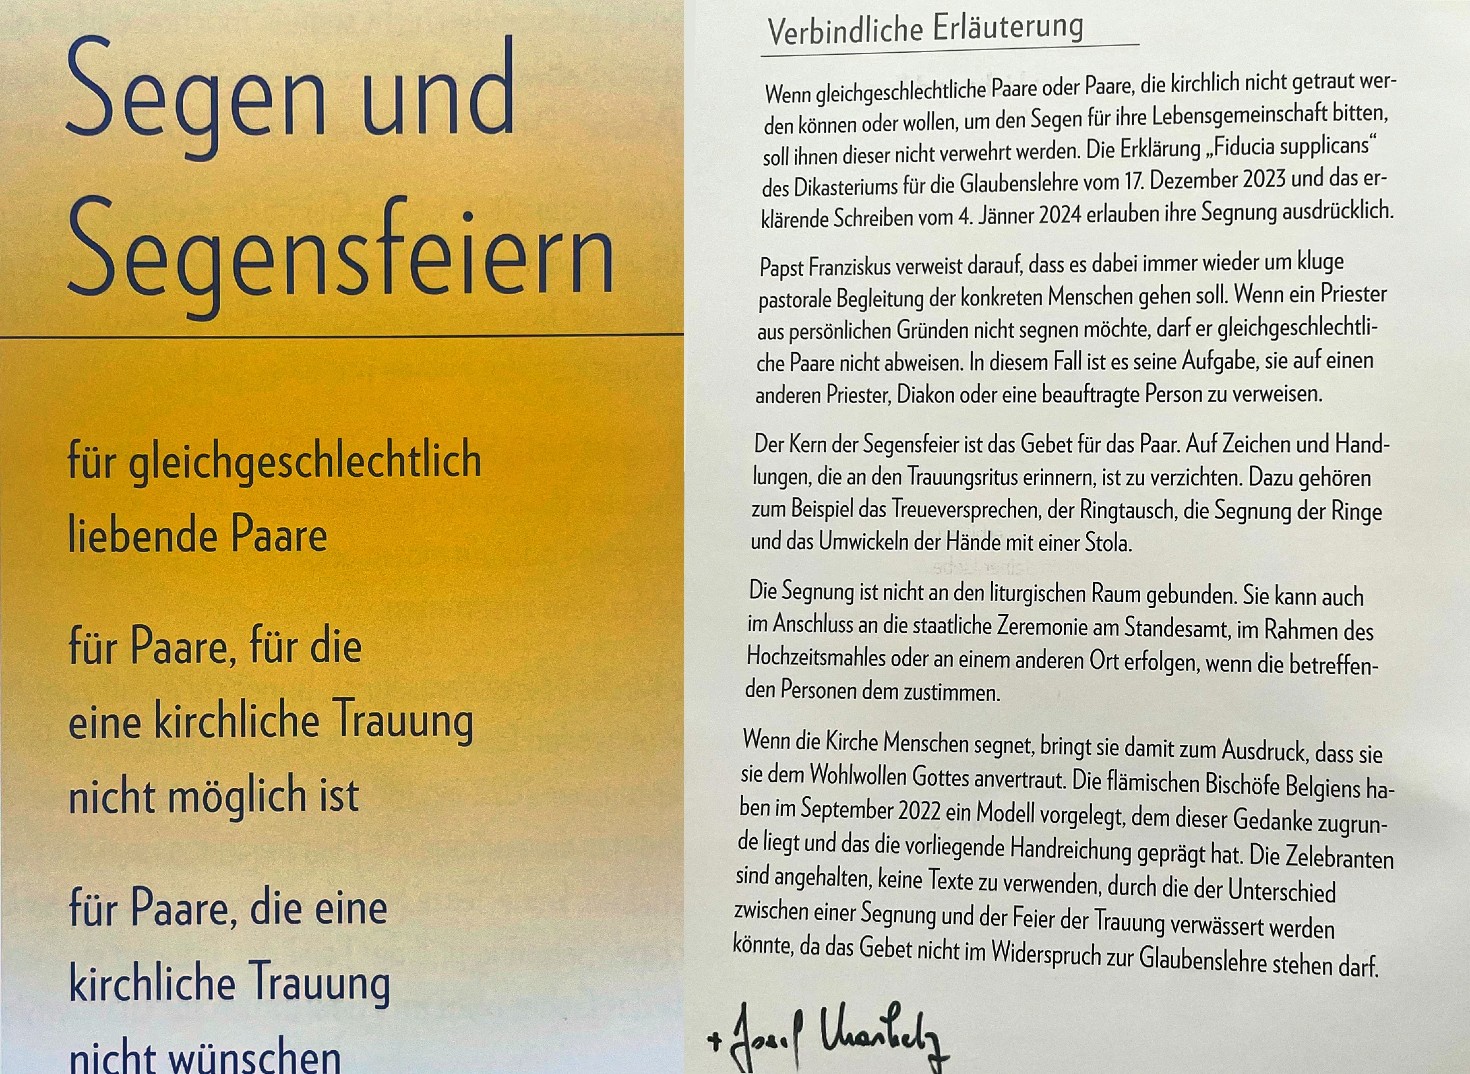 Segen und
Segensfeiern
für gleichgeschlechtlich
liebende Paare
für Paare, für die
eine kirchliche Trauung
nicht möglich ist
für Paare, die eine
kirchliche Trauung
nicht wünschen
Verbindliche Erläuterung
Wenn gleichgeschlechtliche Paare oder Paare, die kirchlich nicht getraut wer-
den können oder wollen, um den Segen für ihre Lebensgemeinschaft bitten,
soll ihnen dieser nicht verwehrt werden. Die Erklärung „Fiducia supplicans“
des Dikasteriums für die Glaubenslehre vom 17. Dezember 2023 und das er-
klärende Schreiben vom 4. Jänner 2024 erlauben ihre Segnung ausdrücklich.
Papst Franziskus verweist darauf, dass es dabei immer wieder um kluge
pastorale Begleitung der konkreten Menschen gehen soll. Wenn ein Priester
aus persönlichen Gründen nicht segnen möchte, darf er gleichgeschlechtli-
che Paare nicht abweisen. In diesem Fall ist es seine Aufgabe, sie auf einen
anderen Priester, Diakon oder eine beauftragte Person zu verweisen.
Der Kern der Segensfeier ist das Gebet für das Paar. Auf Zeichen und Hand-
lungen, die an den Trauungsritus erinnern, ist zu verzichten. Dazu gehören
zum Beispiel das Treueversprechen, der Ringtausch, die Segnung der Ringe
und das Umwickeln der Hände mit einer Stola.
Die Segnung ist nicht an den liturgischen Raum gebunden. Sie kann auch
im Anschluss an die staatliche Zeremonie am Standesamt, im Rahmen des
Hochzeitsmahles oder an einem anderen Ort erfolgen, wenn die betreffen-
den Personen dem zustimmen.
Wenn die Kirche Menschen segnet, bringt sie damit zum Ausdruck, dass sie
sie dem Wohlwollen Gottes anvertraut. Die flämischen Bischöfe Belgiens ha-
ben im September 2022 ein Modell vorgelegt, dem dieser Gedanke zugrun-
de liegt und das die vorliegende Handreichung geprägt hat. Die Zelebranten
sind angehalten, keine Texte zu verwenden, durch die der Unterschied
zwischen einer Segnung und der Feier der Trauung verwässert werden
könnte, da das Gebet nicht im Widerspruch zur Glaubenslehre stehen darf.
+ Josef Marketz